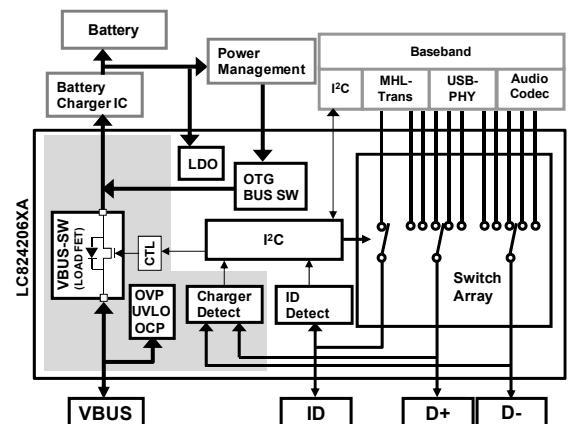 Battery
Power
Management
Baseband
I²C
MHL-
Trans
USB-
PHY
Audio
Codec
Battery
Charger IC
LC824206XA
LDO
OTG
BUS SW
VBUS-SW
(LOAD FET)
CTL
I²C
Switch
Array
OVP
UVLO
OCP
Charger
Detect
ID
Detect
VBUS
ID
D+
D-